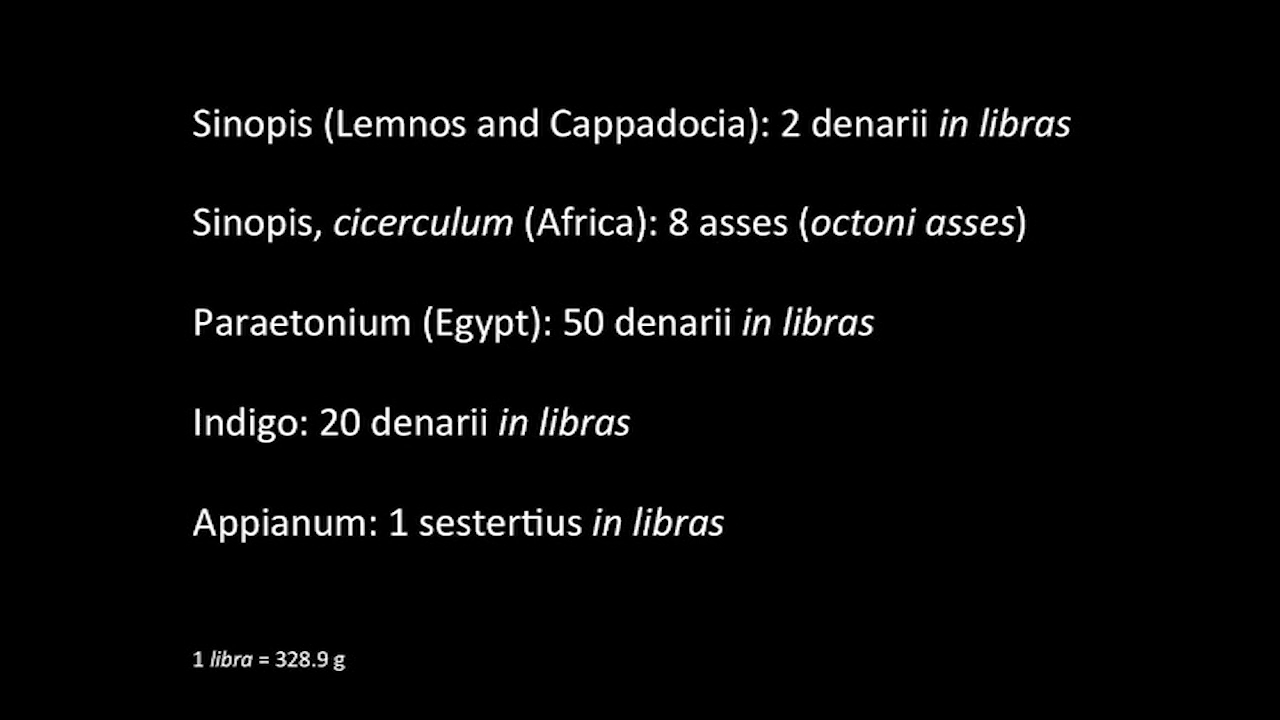 Sinopis (Lemnos and Cappadocia): 2 denarii in libras
Sinopis, cicerculum (Africa): 8 asses (octoni asses)
Paraetonium (Egypt): 50 denarii in libras
Indigo: 20 denarii in libras
Appianum: 1 sestertius in libras
1 libra = 328.9 g